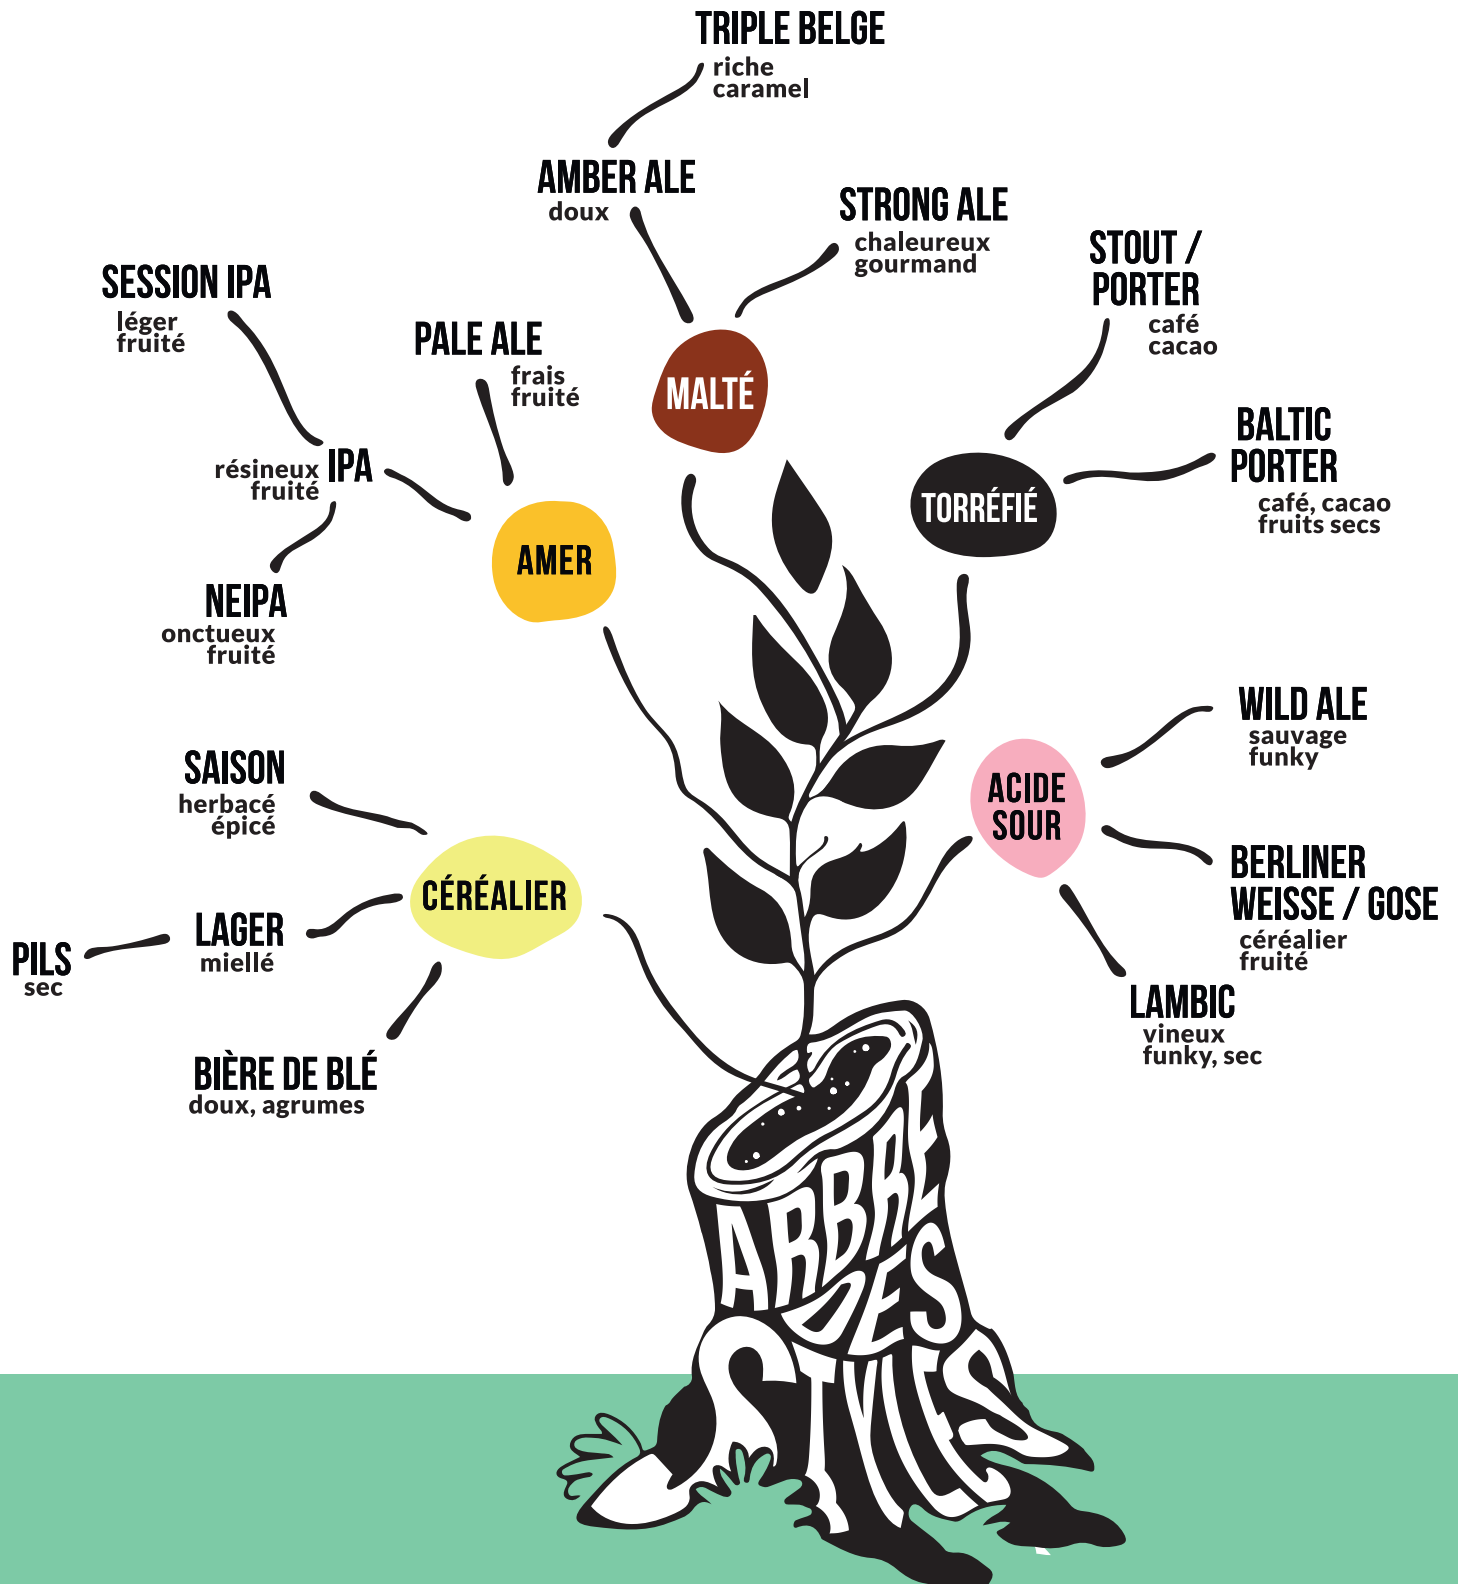 TRIPLE BELGE
riche
caramel
AMBER ALE
doux
STRONG ALE
chaleureux
gourmand
STOUT /
PORTER
café
cacao
SESSION IPA
léger
fruité
PALE ALE
frais
fruité
MALTÉ
BALTIC
PORTER
café, cacao
fruits secs
IPA
résineux
fruité
TORRÉFIÉ
AMER
NEIPA
onctueux
fruité
WILD ALE
sauvage
funky
SAISON
herbacé
épicé
ACIDE
SOUR
BERLINER
WEISSE / GOSE
céréalier
fruité
CÉRÉALIER
LAGER
miellé
PILS
sec
LAMBIC
vineux
funky, sec
BIÈRE DE BLÉ
doux, agrumes
ARBRE
DES
STYLES